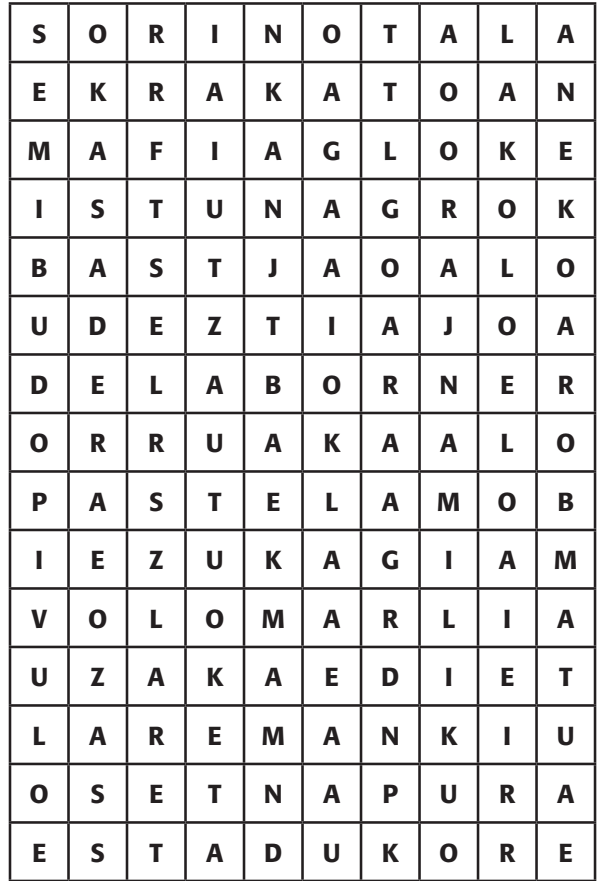 S O R I N O T A L A
E K R A K A T O A N
M A F I A G L O K E
I S T U N A G R O K
B A S T J A O A L O
U D E Z T I A J O A
D E L A B O R N E R
O R R U A K A A L O
P A S T E L A M O B
I E Z U K A G I A M
V O L O M A R L I A
U Z A K A E D I E T
L A R E M A N K I U
O S E T N A P U R A
E S T A D U K O R E